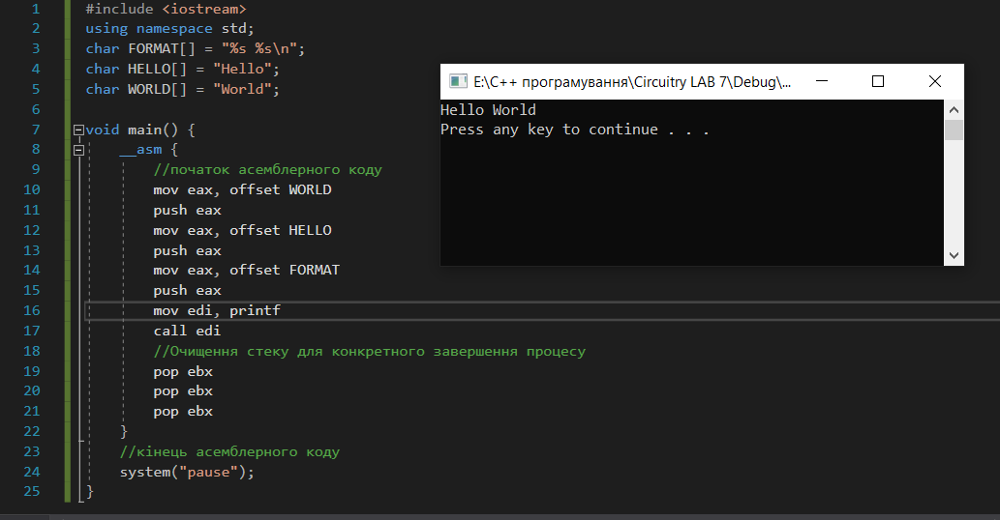 1 #include <iostream>
2 using namespace std;
3 char FORMAT[] = "%s %s\n";
4 char HELLO[] = "Hello";
5 char WORLD[] = "World";
6
7 void main() {
8 __asm {
9 //початок асемблерного коду
10 mov eax, offset WORLD
11 push eax
12 mov eax, offset HELLO
13 push eax
14 mov eax, offset FORMAT
15 push eax
16 mov edi, printf
17 call edi
18 //Очищення стеку для конкретного завершення процесу
19 pop ebx
20 pop ebx
21 pop ebx
22 }
23 //кінець асемблерного коду
24 system("pause");
25 }
E:\C++ програмування\Circuitry LAB 7\Debug\...
Hello World
Press any key to continue . . .